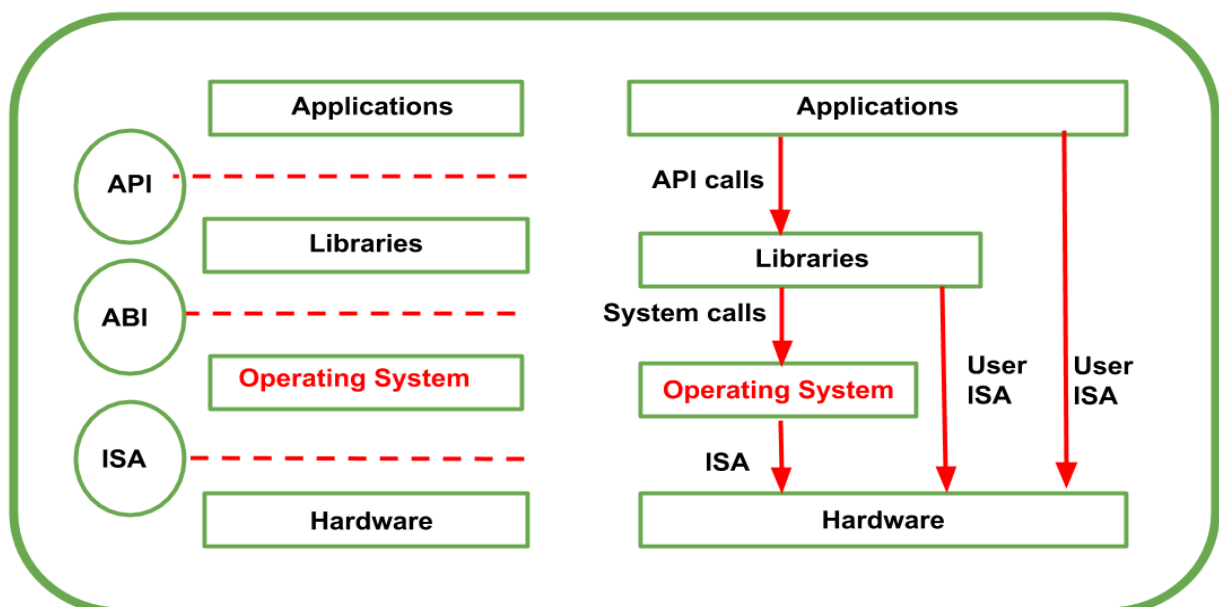 Applications
API
Libraries
ABI
Operating System
ISA
Hardware
Applications
API calls
Libraries
System calls
Operating System
User
ISA
User
ISA
ISA
Hardware